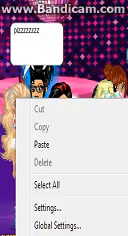 www.Bandicam.com
pizzzzzzzz
Cut
Copy
Paste
Delete
Select All
Settings...
Global Settings...